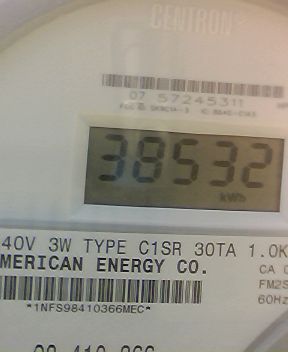 CENTRON®
07 57245311
38532
kWh
40V 3W TYPE C1SR 30TA 1.0K
MERICAN ENERGY CO.
CA 0
FM2S
60Hz
*1NFS98410366MEC*